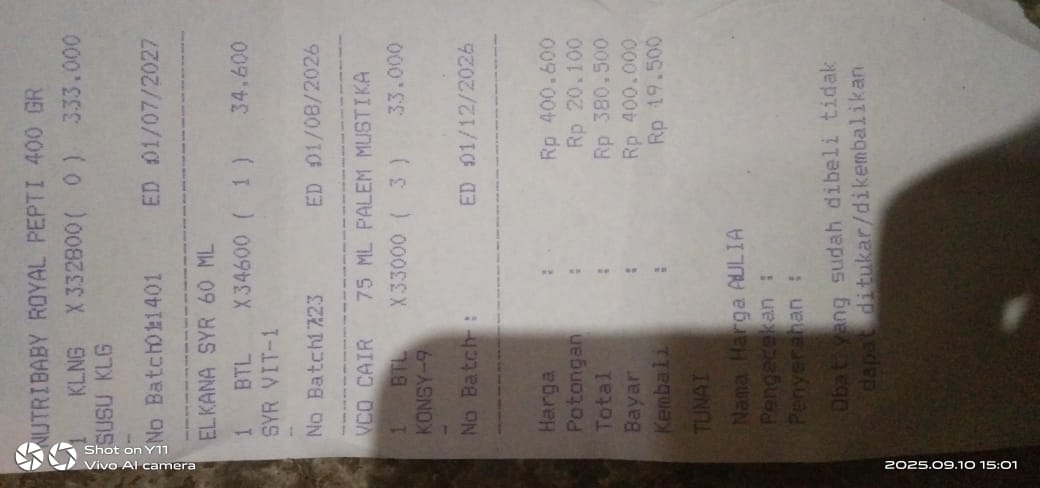 NUTRIBABY ROYAL PEPTI 400 GR
1 KLNG X332800( 0 ) 333.000
SUSU KLG
-
No Batch: ED :01/07/2027
--------------------------------
ELKANA SYR 60 ML
1 BTL X34600 ( 1 ) 34.600
SYR VIT-1
-
No Batch ED :01/08/2026
--------------------------------
VCO CAIR 75 ML PALEM MUSTIKA
1 BTL X33000 ( 3 ) 33.000
KONSY-9
-
No Batch : ED :01/12/2026
--------------------------------
Harga : Rp 400.600
Potongan : Rp 20.100
Total : Rp 380.500
Bayar : Rp 400.000
Kembali : Rp 19.500
TUNAI
Nama Harga AULIA
Pengecekan :
Penyerahan :
Obat yang sudah dibeli tidak
dapat ditukar/dikembalikan
Shot on Y11
Vivo AI camera
2025.09.10 15:01